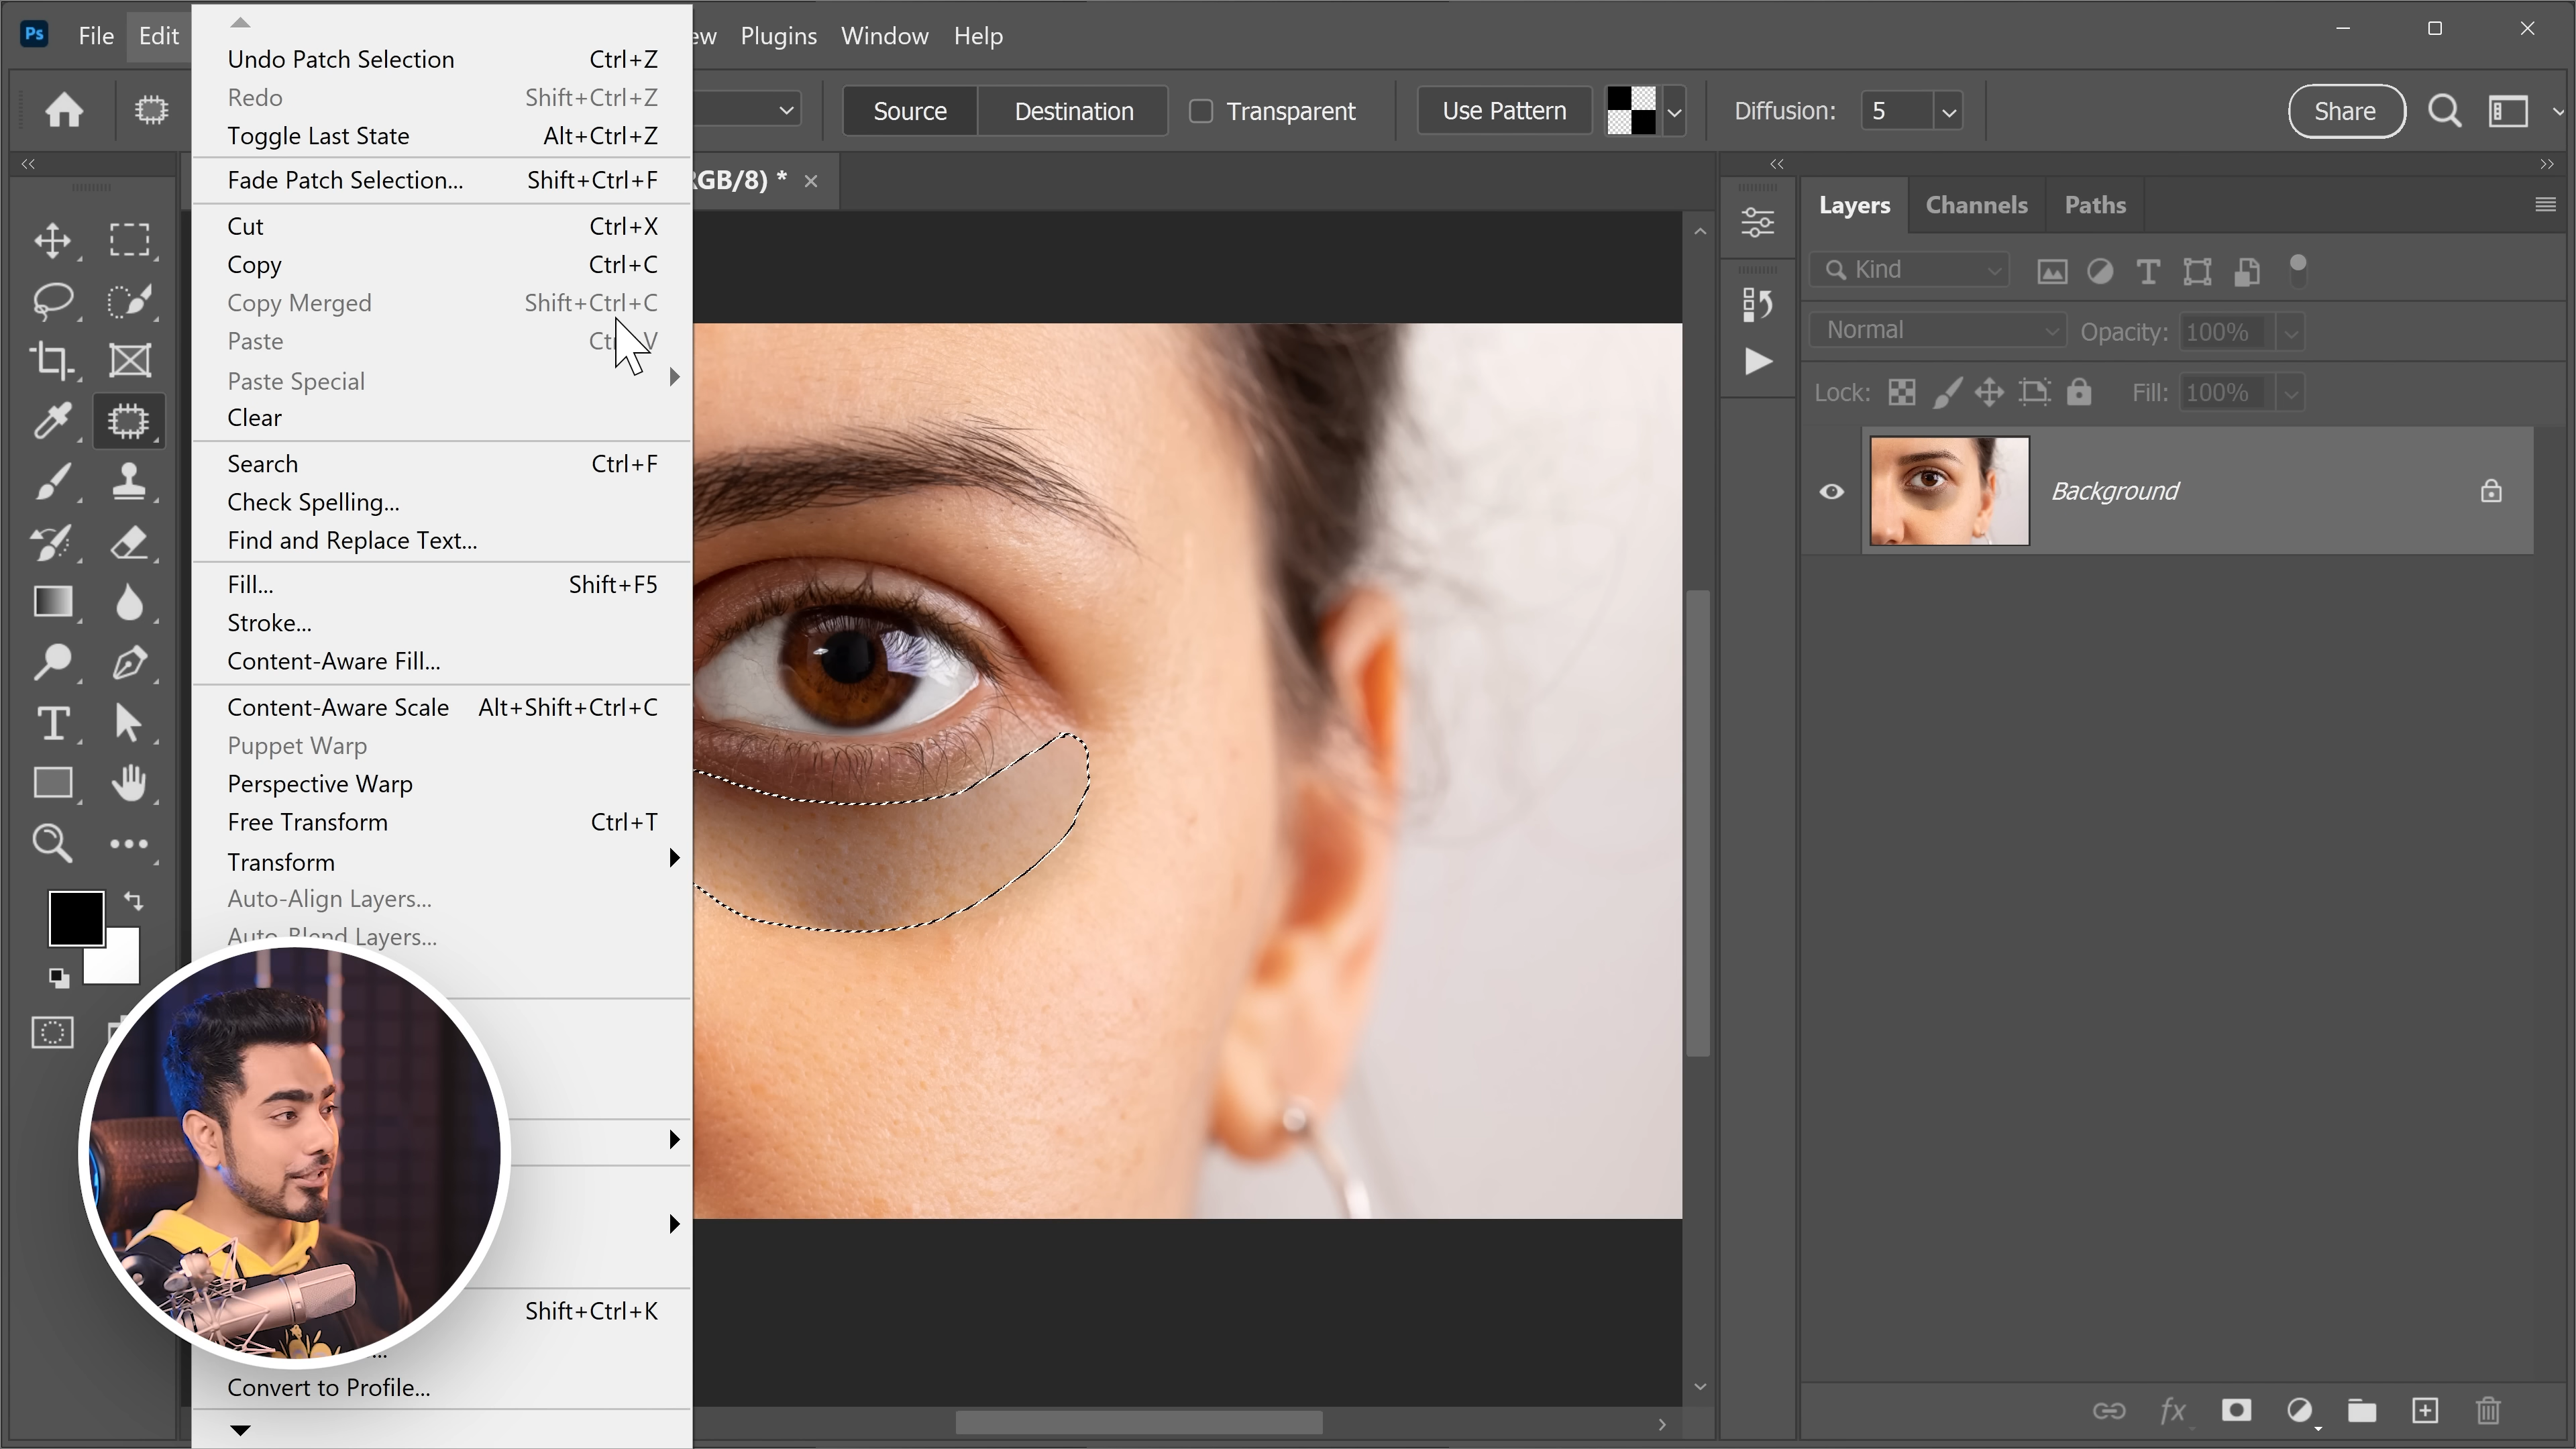 Ps File Edit ew Plugins Window Help
Source Destination Transparent Use Pattern Diffusion: 5 Share
RGB/8) * ×
Undo Patch Selection Ctrl+Z
Redo Shift+Ctrl+Z
Toggle Last State Alt+Ctrl+Z
Fade Patch Selection... Shift+Ctrl+F
Cut Ctrl+X
Copy Ctrl+C
Copy Merged Shift+Ctrl+C
Paste Ctrl+V
Paste Special
Clear
Search Ctrl+F
Check Spelling...
Find and Replace Text...
Fill... Shift+F5
Stroke...
Content-Aware Fill...
Content-Aware Scale Alt+Shift+Ctrl+C
Puppet Warp
Perspective Warp
Free Transform Ctrl+T
Transform
Auto-Align Layers...
Auto-Blend Layers...
Shift+Ctrl+K
...
Convert to Profile...
Layers Channels Paths
Kind
Normal Opacity: 100%
Lock: Fill: 100%
Background
fx